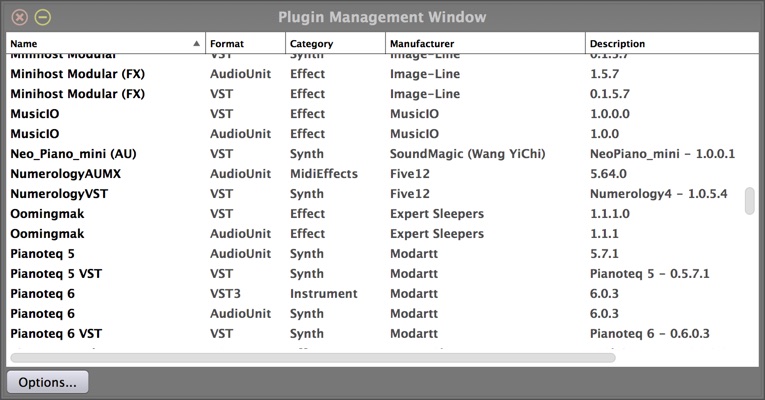 Plugin Management Window
Name Format Category Manufacturer Description
Minihost Modular VST Synth Image-Line 0.1.5.7
Minihost Modular (FX) AudioUnit Effect Image-Line 1.5.7
Minihost Modular (FX) VST Effect Image-Line 0.1.5.7
MusicIO VST Effect MusicIO 1.0.0.0
MusicIO AudioUnit Effect MusicIO 1.0.0
Neo_Piano_mini (AU) VST Synth SoundMagic (Wang YiChi) NeoPiano_mini - 1.0.0.1
NumerologyAUMX AudioUnit MidiEffects Five12 5.64.0
NumerologyVST VST Synth Five12 Numerology4 - 1.0.5.4
Oomingmak VST Effect Expert Sleepers 1.1.1.0
Oomingmak AudioUnit Effect Expert Sleepers 1.1.1
Pianoteq 5 AudioUnit Synth Modartt 5.7.1
Pianoteq 5 VST VST Synth Modartt Pianoteq 5 - 0.5.7.1
Pianoteq 6 VST3 Instrument Modartt 6.0.3
Pianoteq 6 AudioUnit Synth Modartt 6.0.3
Pianoteq 6 VST VST Synth Modartt Pianoteq 6 - 0.6.0.3
Options...